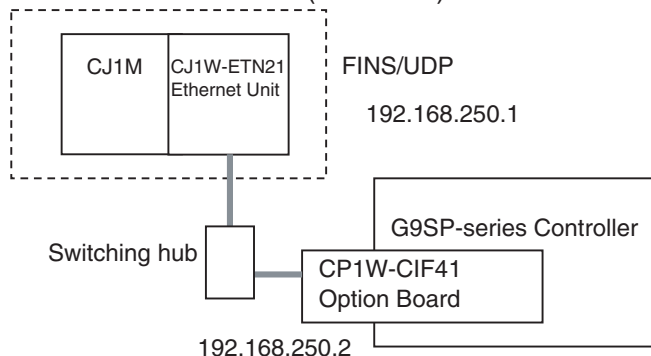 CJ1M
CJ1W-ETN21
Ethernet Unit
FINS/UDP
192.168.250.1
Switching hub
G9SP-series Controller
CP1W-CIF41
Option Board
192.168.250.2